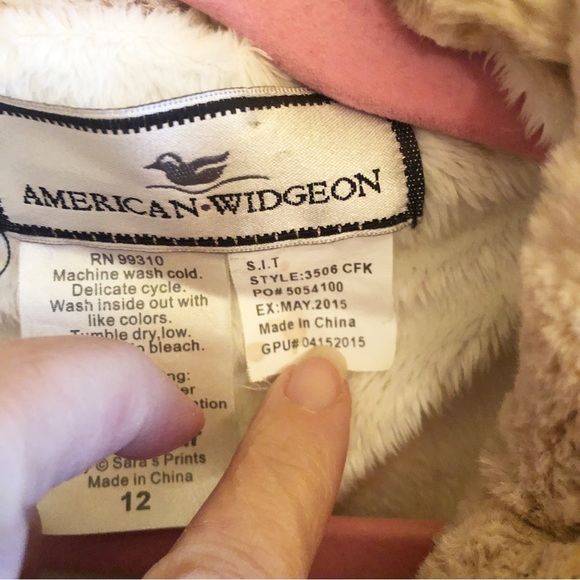 AMERICAN·WIDGEON
RN 99310
Machine wash cold.
Delicate cycle.
Wash inside out with
like colors.
Tumble dry,low.
bleach.
© Sara's Prints
Made in China
12
S.I.T
STYLE:3506 CFK
PO# 5054100
EX:MAY.2015
Made In China
GPU# 04152015